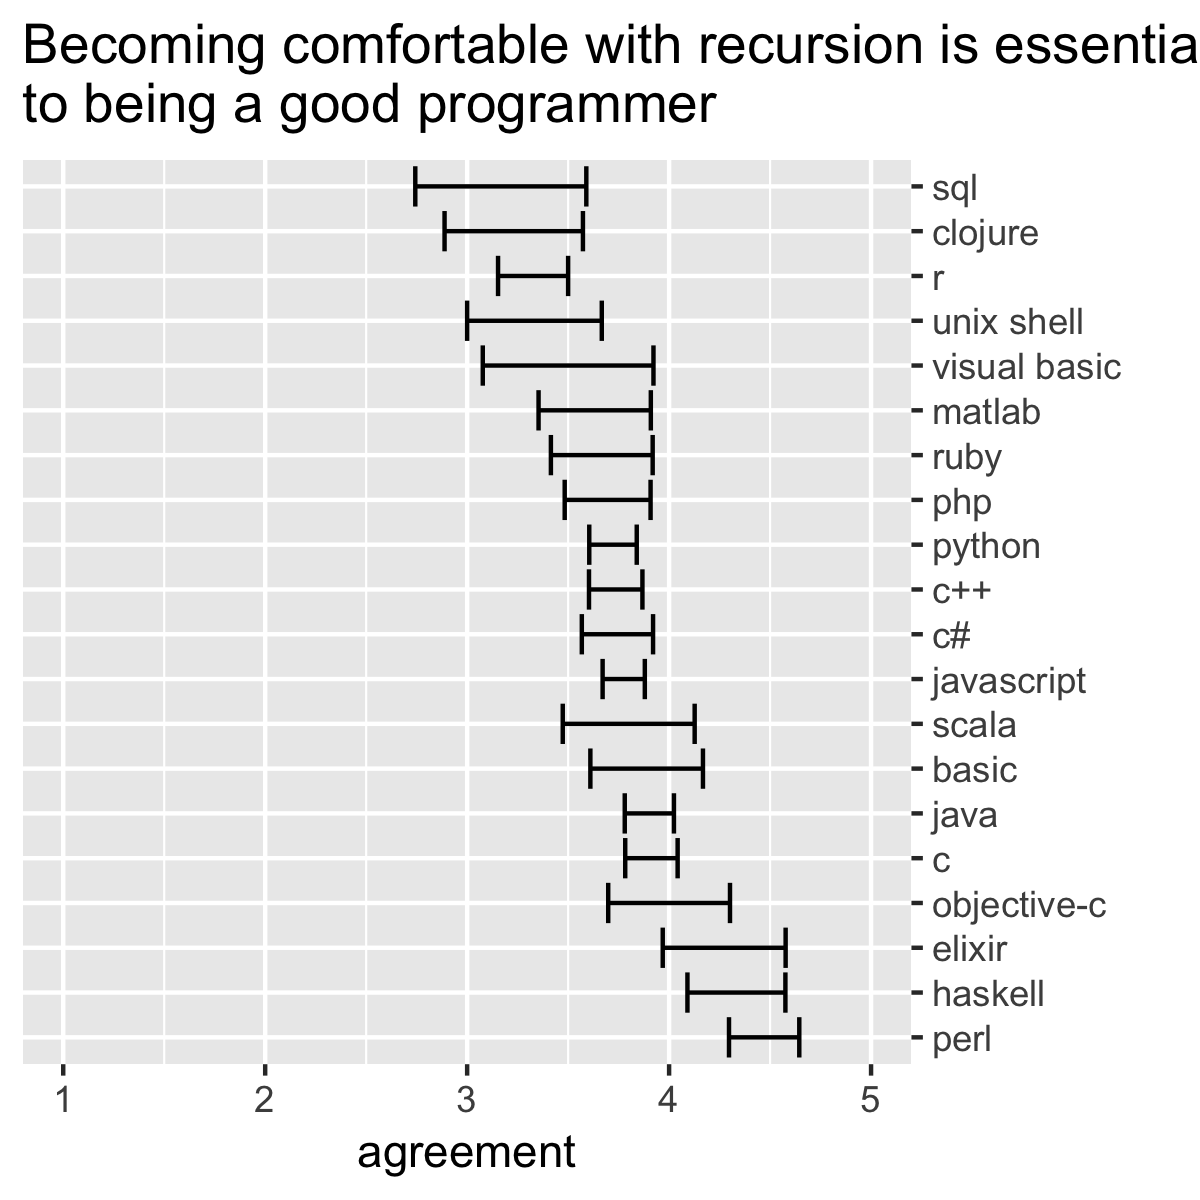 Becoming comfortable with recursion is essentia
to being a good programmer
sql
clojure
r
unix shell
visual basic
matlab
ruby
php
python
c++
c#
javascript
scala
basic
java
c
objective-c
elixir
haskell
perl
1 2 3 4 5
agreement